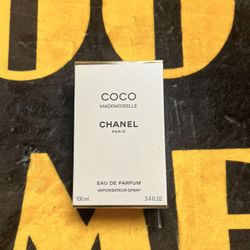 COCO
MADEMOISELLE
CHANEL
PARIS
EAU DE PARFUM
VAPORISATEUR SPRAY
100 ml 3.4 FL.OZ